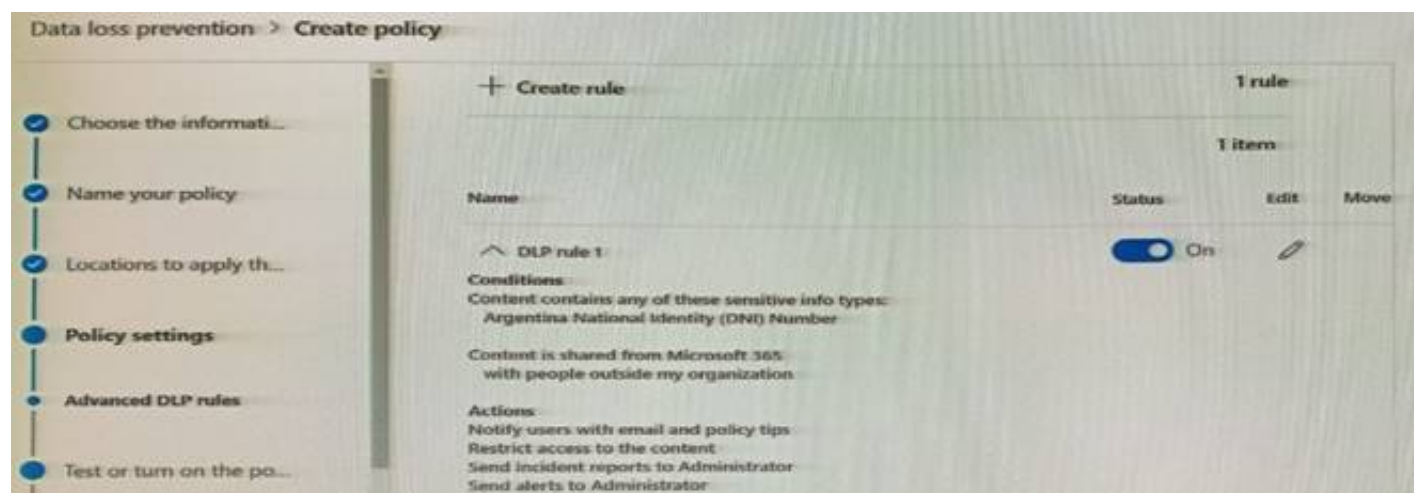 Data loss prevention > Create policy
+ Create rule
1 rule
Choose the informati...
1 item
Name your policy
Name
Status
Edit
Move
DLP rule 1
On
Locations to apply th...
Conditions
Content contains any of these sensitive info types:
Argentina National Identity (DNI) Number
Policy settings
Content is shared from Microsoft 365
with people outside my organization
Advanced DLP rules
Actions
Notify users with email and policy tips
Restrict access to the content
Test or turn on the po...
Send incident reports to Administrator
Send alerts to Administrator